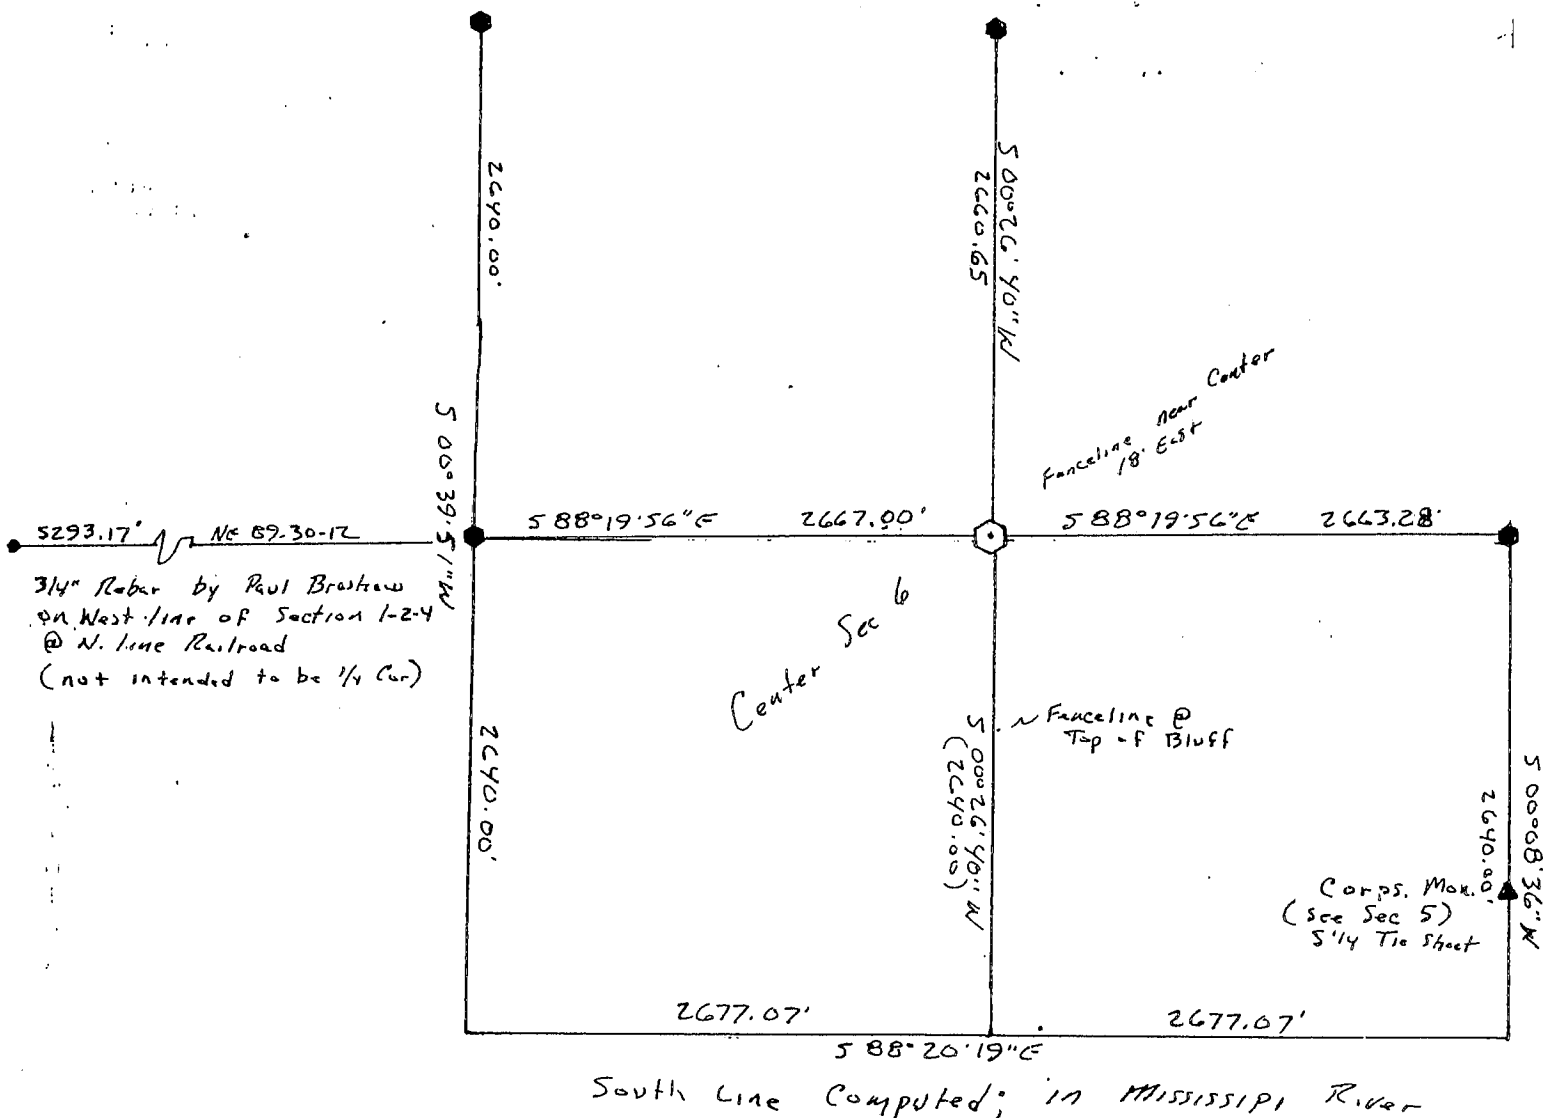 2640.00'
S 00°26'40" W
2660.65
Fenceline near Center
18' East
S 00°39'51" W
5293.17'
NE 89-30-12
S 88°19'56"E
2667.00'
S 88°19'56"E
2663.28'
3/4" Rebar by Paul Brashaw
on West line of Section 1-2-4
@ N. line Railroad
(not intended to be 1/4 Cor)
Center Sec 6
~ Fenceline @
Top of Bluff
2640.00'
S 00°26'40" W
(2640.00)
S 00°08'36" W
2640.00'
Corps. Mon.
(see Sec 5)
S 1/4 Tie Sheet
2677.07'
2677.07'
S 88°20'19"E
South Line Computed; in Mississipi River